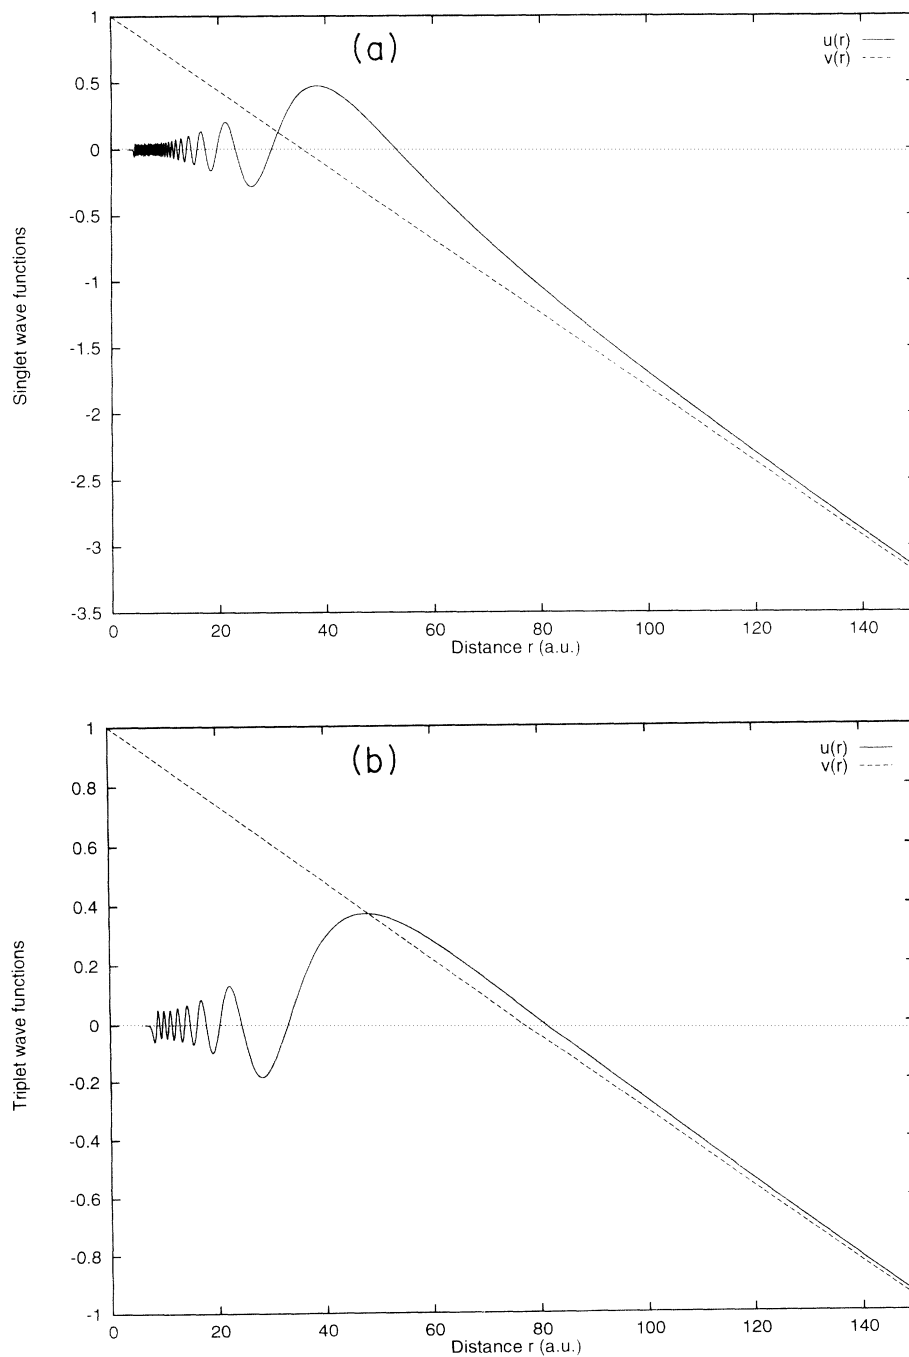 (a)
u(r)
v(r)
1
0.5
0
-0.5
-1
-1.5
-2
-2.5
-3
-3.5
Singlet wave functions
0 20 40 60 80 100 120 140
Distance r (a.u.)
(b)
u(r)
v(r)
1
0.8
0.6
0.4
0.2
0
-0.2
-0.4
-0.6
-0.8
-1
Triplet wave functions
0 20 40 60 80 100 120 140
Distance r (a.u.)